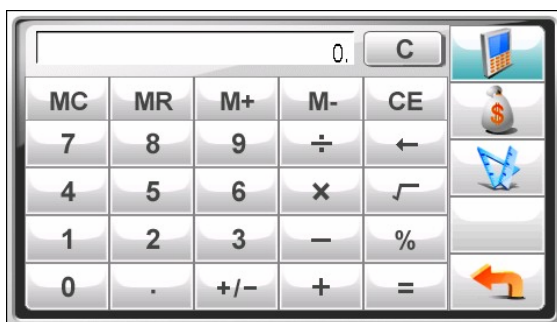 0. C
MC MR M+ M- CE
7 8 9 ÷ ←
4 5 6 × √
1 2 3 − %
0 . +/− + =
$